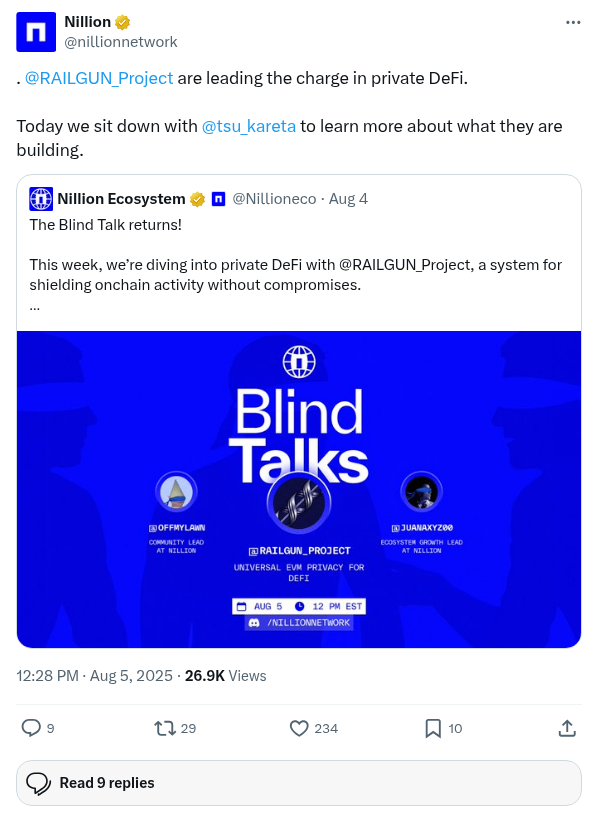 Nillion
@nillionnetwork
. @RAILGUN_Project are leading the charge in private DeFi.
Today we sit down with @tsu_kareta to learn more about what they are
building.
Nillion Ecosystem @Nillioneco · Aug 4
The Blind Talk returns!
This week, we’re diving into private DeFi with @RAILGUN_Project, a system for
shielding onchain activity without compromises.
...
Blind
Talks
@OFFMYLAWN
COMMUNITY LEAD
AT NILLION
@RAILGUN_PROJECT
UNIVERSAL EVM PRIVACY FOR
DEFI
@JUANAXYZ00
ECOSYSTEM GROWTH LEAD
AT NILLION
AUG 5 12 PM EST
/NILLIONNETWORK
12:28 PM · Aug 5, 2025 · 26.9K Views
9 29 234 10
Read 9 replies